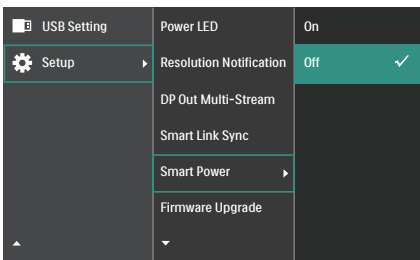 USB Setting
Setup
Power LED
Resolution Notification
DP Out Multi-Stream
Smart Link Sync
Smart Power
Firmware Upgrade
On
Off